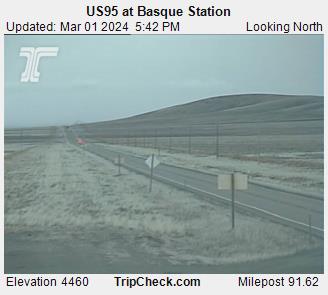 US95 at Basque Station
Updated: Mar 01 2024 5:42 PM Looking North
Elevation 4460 TripCheck.com Milepost 91.62